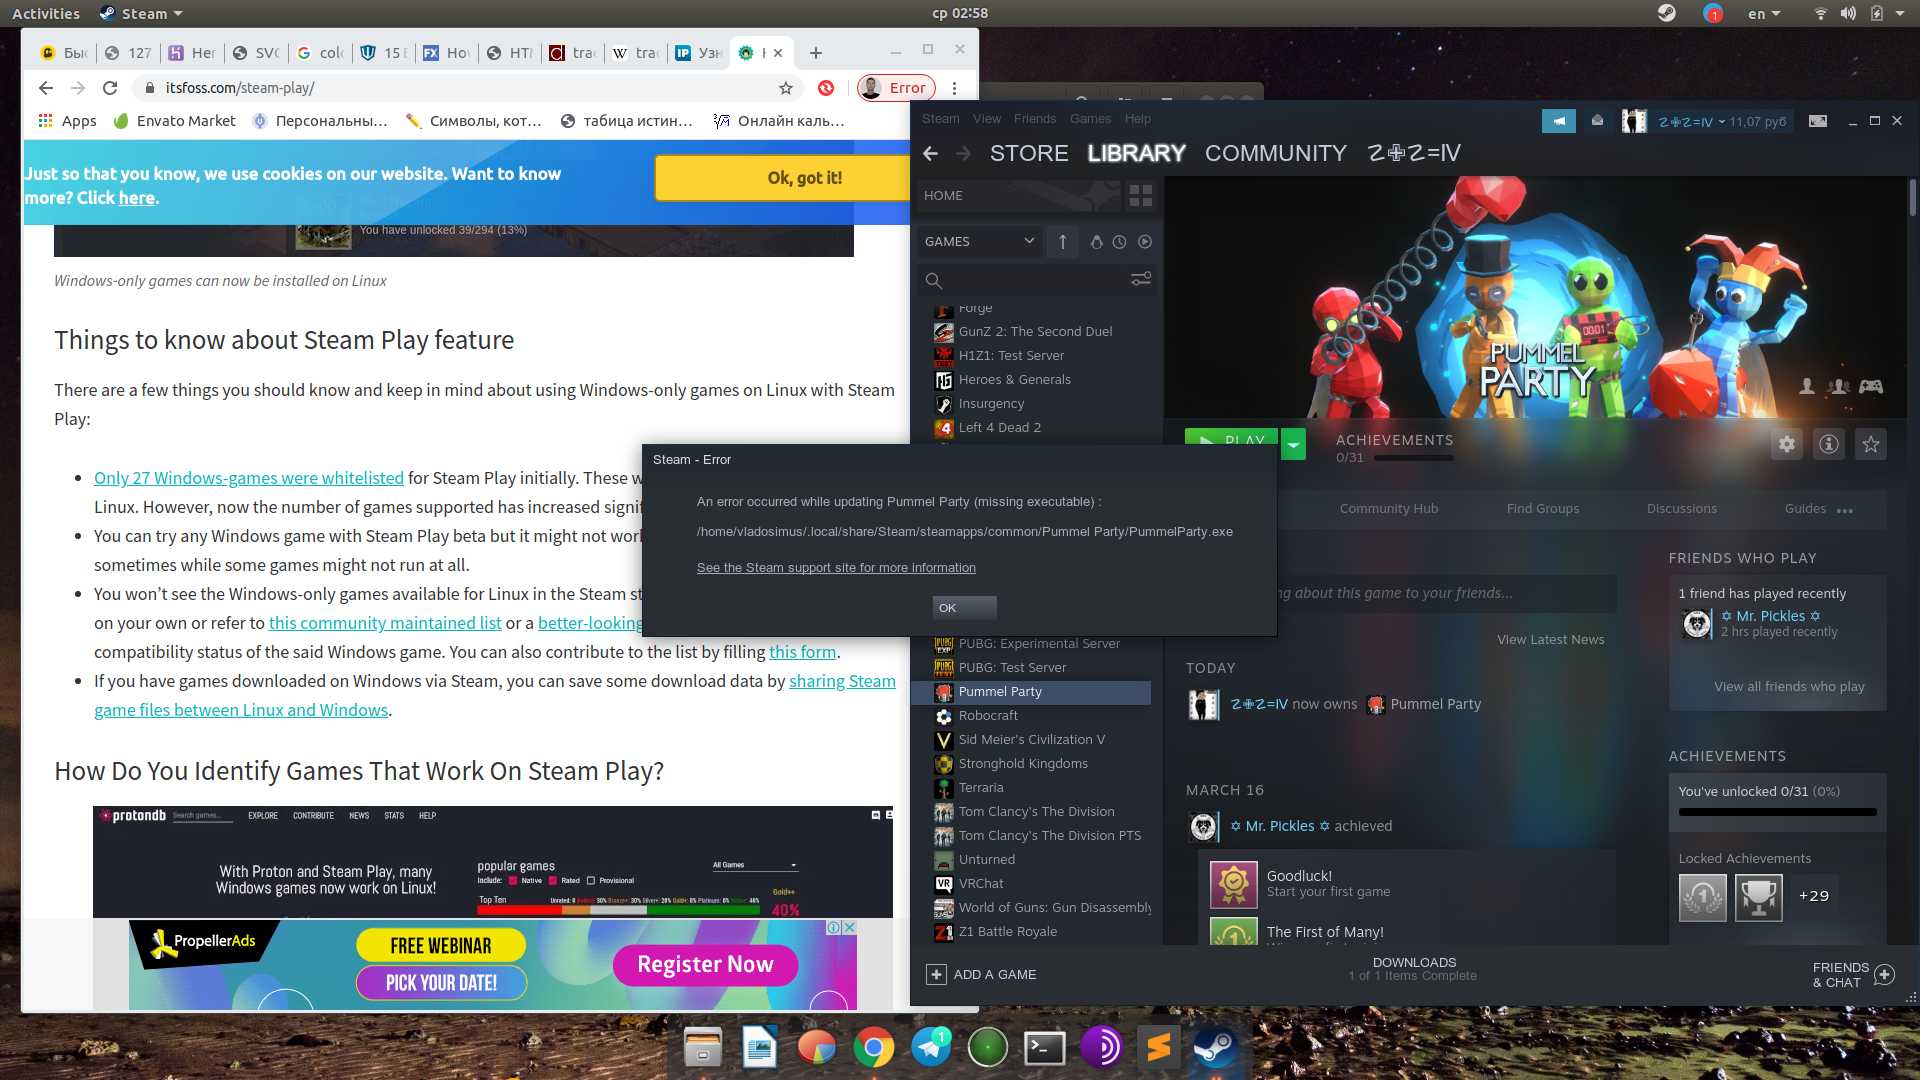 Activities
Steam
ср 02:58
1
en
Быс
127
Her
SVG
colo
15 E
Hov
HTM
trac
trac
Узн
itsfoss.com/steam-play/
Error
Apps
Envato Market
Персональны...
Символы, кот...
табица истин...
Онлайн каль...
Just so that you know, we use cookies on our website. Want to know
more? Click here.
Ok, got it!
You have unlocked 39/294 (13%)
Windows-only games can now be installed on Linux
Things to know about Steam Play feature
There are a few things you should know and keep in mind about using Windows-only games on Linux with Steam
Play:
Only 27 Windows-games were whitelisted for Steam Play initially. These w
Linux. However, now the number of games supported has increased signif
You can try any Windows game with Steam Play beta but it might not work
sometimes while some games might not run at all.
You won't see the Windows-only games available for Linux in the Steam st
on your own or refer to this community maintained list or a better-looking
compatibility status of the said Windows game. You can also contribute to the list by filling this form.
If you have games downloaded on Windows via Steam, you can save some download data by sharing Steam
game files between Linux and Windows.
How Do You Identify Games That Work On Steam Play?
protondb
Search games...
EXPLORE
CONTRIBUTE
NEWS
STATS
HELP
With Proton and Steam Play, many
Windows games now work on Linux!
popular games
All Games
Include:
Native
Rated
Provisional
Top Ten
Gold++
40%
PropellerAds
FREE WEBINAR
PICK YOUR DATE!
Register Now
Steam
View
Friends
Games
Help
11,07 руб
STORE
LIBRARY
COMMUNITY
☡✙☡=Ⅳ
HOME
GAMES
Forge
GunZ 2: The Second Duel
H1Z1: Test Server
Heroes & Generals
Insurgency
Left 4 Dead 2
PUBG: Experimental Server
PUBG: Test Server
Pummel Party
Robocraft
Sid Meier's Civilization V
Stronghold Kingdoms
Terraria
Tom Clancy's The Division
Tom Clancy's The Division PTS
Unturned
VRChat
World of Guns: Gun Disassembly
Z1 Battle Royale
ADD A GAME
PUMMEL
PARTY
00:01
PLAY
ACHIEVEMENTS
0/31
Community Hub
Find Groups
Discussions
Guides
ng about this game to your friends...
View Latest News
TODAY
☡✙☡=Ⅳ now owns Pummel Party
MARCH 16
✡ Mr. Pickles ✡ achieved
Goodluck!
Start your first game
The First of Many!
FRIENDS WHO PLAY
1 friend has played recently
✡ Mr. Pickles ✡
2 hrs played recently
View all friends who play
ACHIEVEMENTS
You've unlocked 0/31 (0%)
Locked Achievements
+29
DOWNLOADS
1 of 1 Items Complete
FRIENDS
& CHAT
Steam - Error
An error occurred while updating Pummel Party (missing executable) :
/home/vladosimus/.local/share/Steam/steamapps/common/Pummel Party/PummelParty.exe
See the Steam support site for more information
OK
1